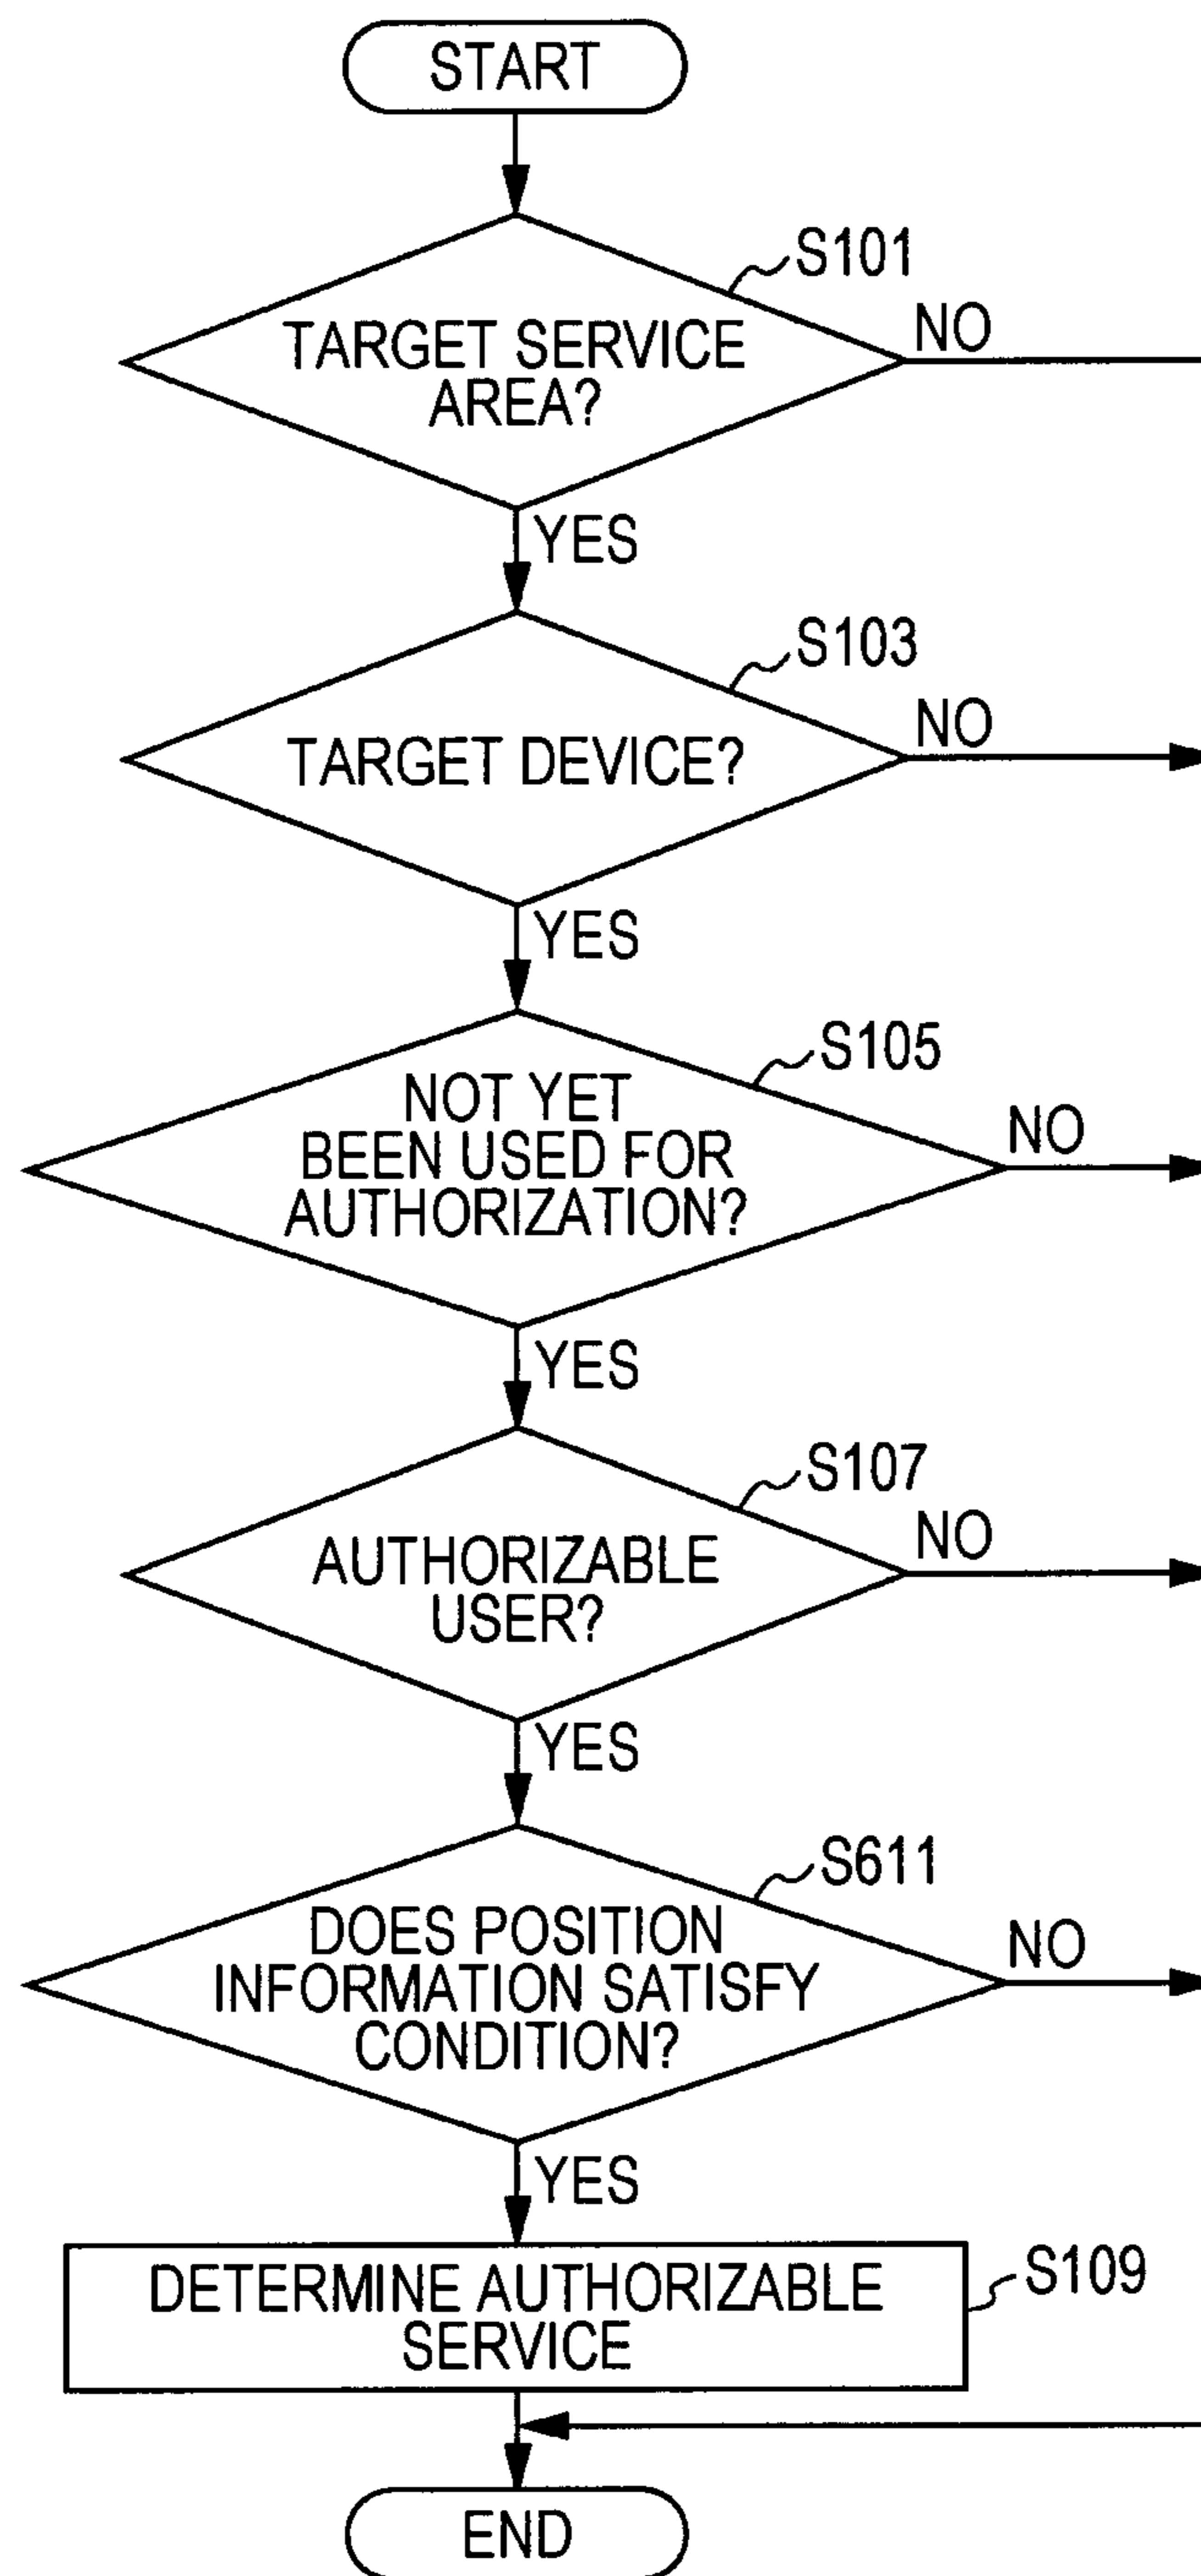 START
S101
TARGET SERVICE
AREA?
NO
YES
S103
TARGET DEVICE?
NO
YES
S105
NOT YET
BEEN USED FOR
AUTHORIZATION?
NO
YES
S107
AUTHORIZABLE
USER?
NO
YES
S611
DOES POSITION
INFORMATION SATISFY
CONDITION?
NO
YES
DETERMINE AUTHORIZABLE
SERVICE
S109
END